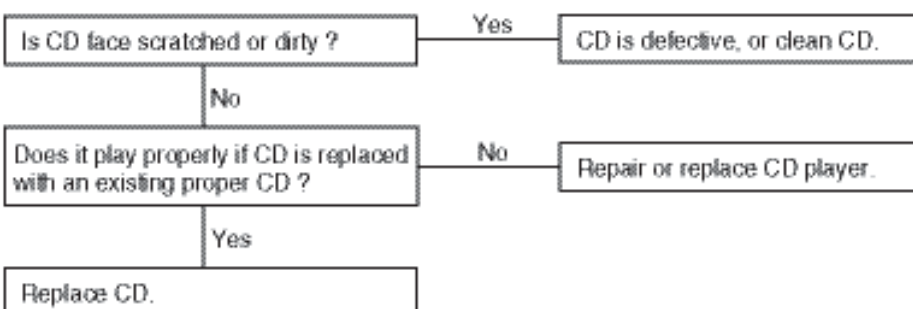 Is CD face scratched or dirty ?
Yes
CD is defective, or clean CD.
No
Does it play properly if CD is replaced
with an existing proper CD ?
No
Repair or replace CD player.
Yes
Replace CD.